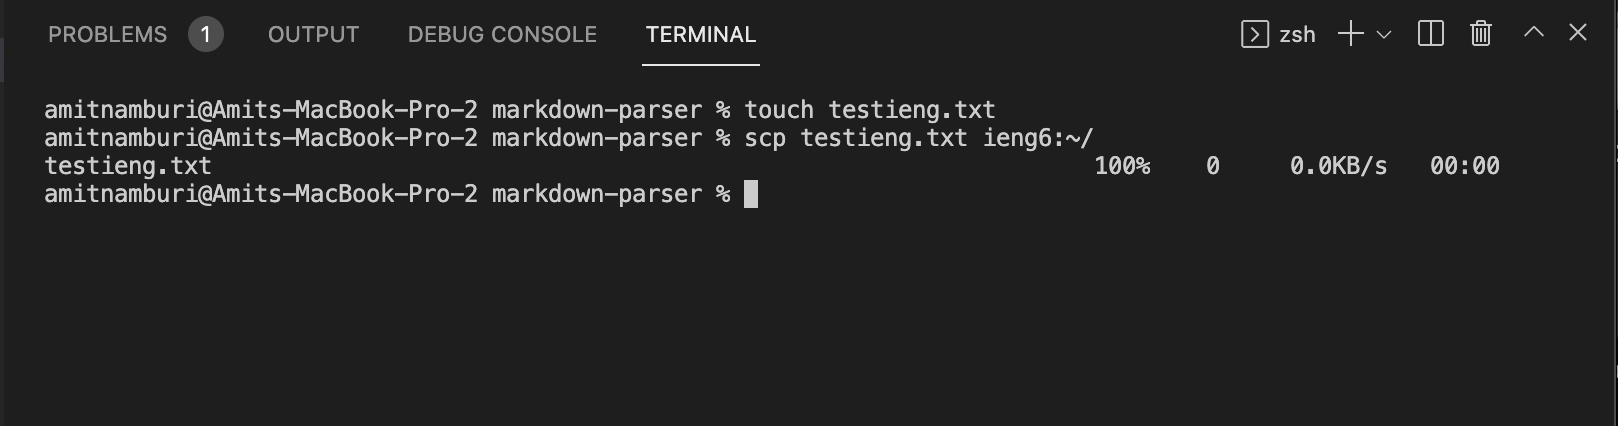 PROBLEMS 1 OUTPUT DEBUG CONSOLE TERMINAL zsh
amitnamburi@Amits-MacBook-Pro-2 markdown-parser % touch testieng.txt
amitnamburi@Amits-MacBook-Pro-2 markdown-parser % scp testieng.txt ieng6:~/
testieng.txt 100% 0 0.0KB/s 00:00
amitnamburi@Amits-MacBook-Pro-2 markdown-parser %